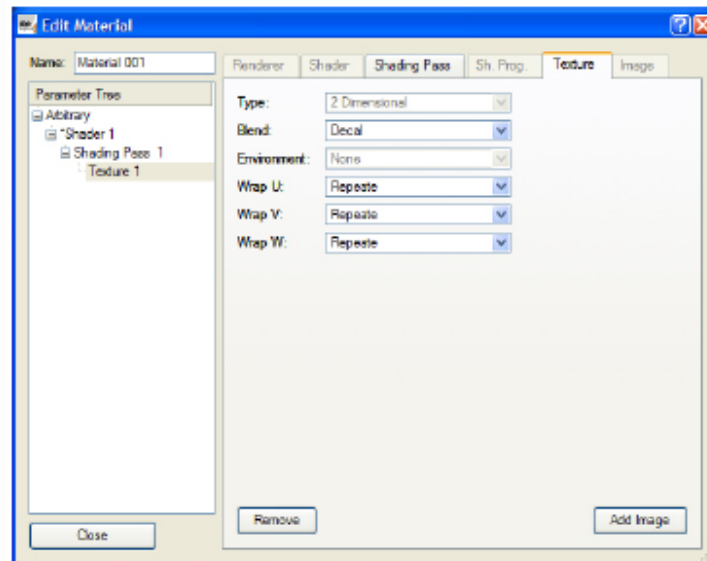 Edit Material
Name: Material 001
Renderer Shader Shading Pass Sh. Prog. Texture Image
Parameter Tree
Arbitrary
*Shader 1
Shading Pass 1
Texture 1
Type: 2 Dimensional
Blend: Decal
Environment: None
Wrap U: Repeate
Wrap V: Repeate
Wrap W: Repeate
Remove
Add Image
Close